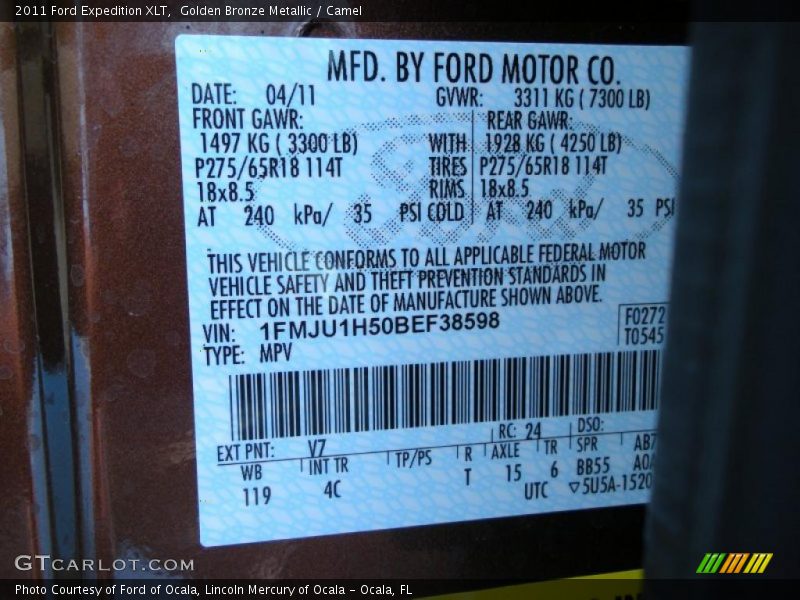 2011 Ford Expedition XLT, Golden Bronze Metallic / Camel
MFD. BY FORD MOTOR CO.
DATE: 04/11 GVWR: 3311 KG ( 7300 LB)
FRONT GAWR: REAR GAWR:
1497 KG ( 3300 LB) WITH 1928 KG ( 4250 LB)
P275/65R18 114T TIRES P275/65R18 114T
18x8.5 RIMS 18x8.5
AT 240 kPa/ 35 PSI COLD AT 240 kPa/ 35 PSI
THIS VEHICLE CONFORMS TO ALL APPLICABLE FEDERAL MOTOR
VEHICLE SAFETY AND THEFT PREVENTION STANDARDS IN
EFFECT ON THE DATE OF MANUFACTURE SHOWN ABOVE.
VIN: 1FMJU1H50BEF38598 F0272
TYPE: MPV T0545
EXT PNT: V7 RC: 24 DSO:
WB INT TR TP/PS R AXLE TR SPR AB7
119 4C T 15 6 BB55
UTC ▽5U5A-1520
GTCARLOT.COM
Photo Courtesy of Ford of Ocala, Lincoln Mercury of Ocala - Ocala, FL